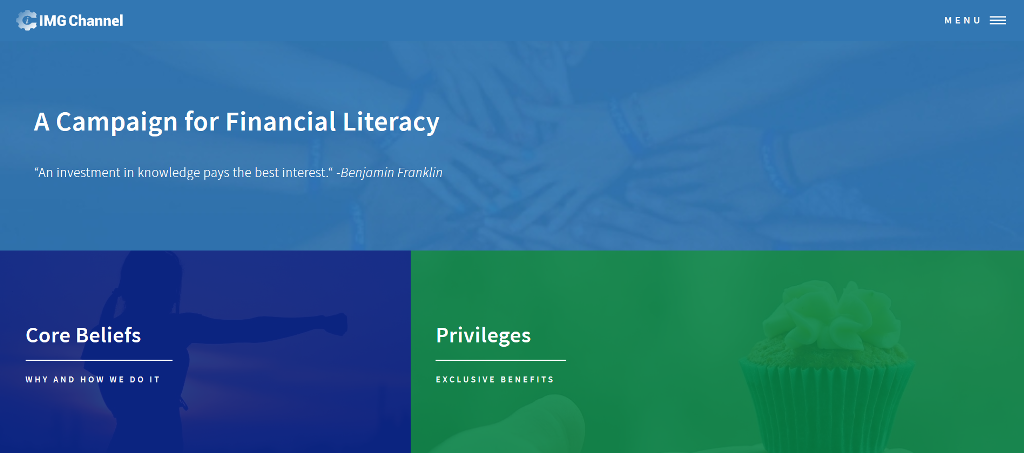 IMG Channel
MENU
A Campaign for Financial Literacy
“An investment in knowledge pays the best interest.“ -Benjamin Franklin
Core Beliefs
WHY AND HOW WE DO IT
Privileges
EXCLUSIVE BENEFITS